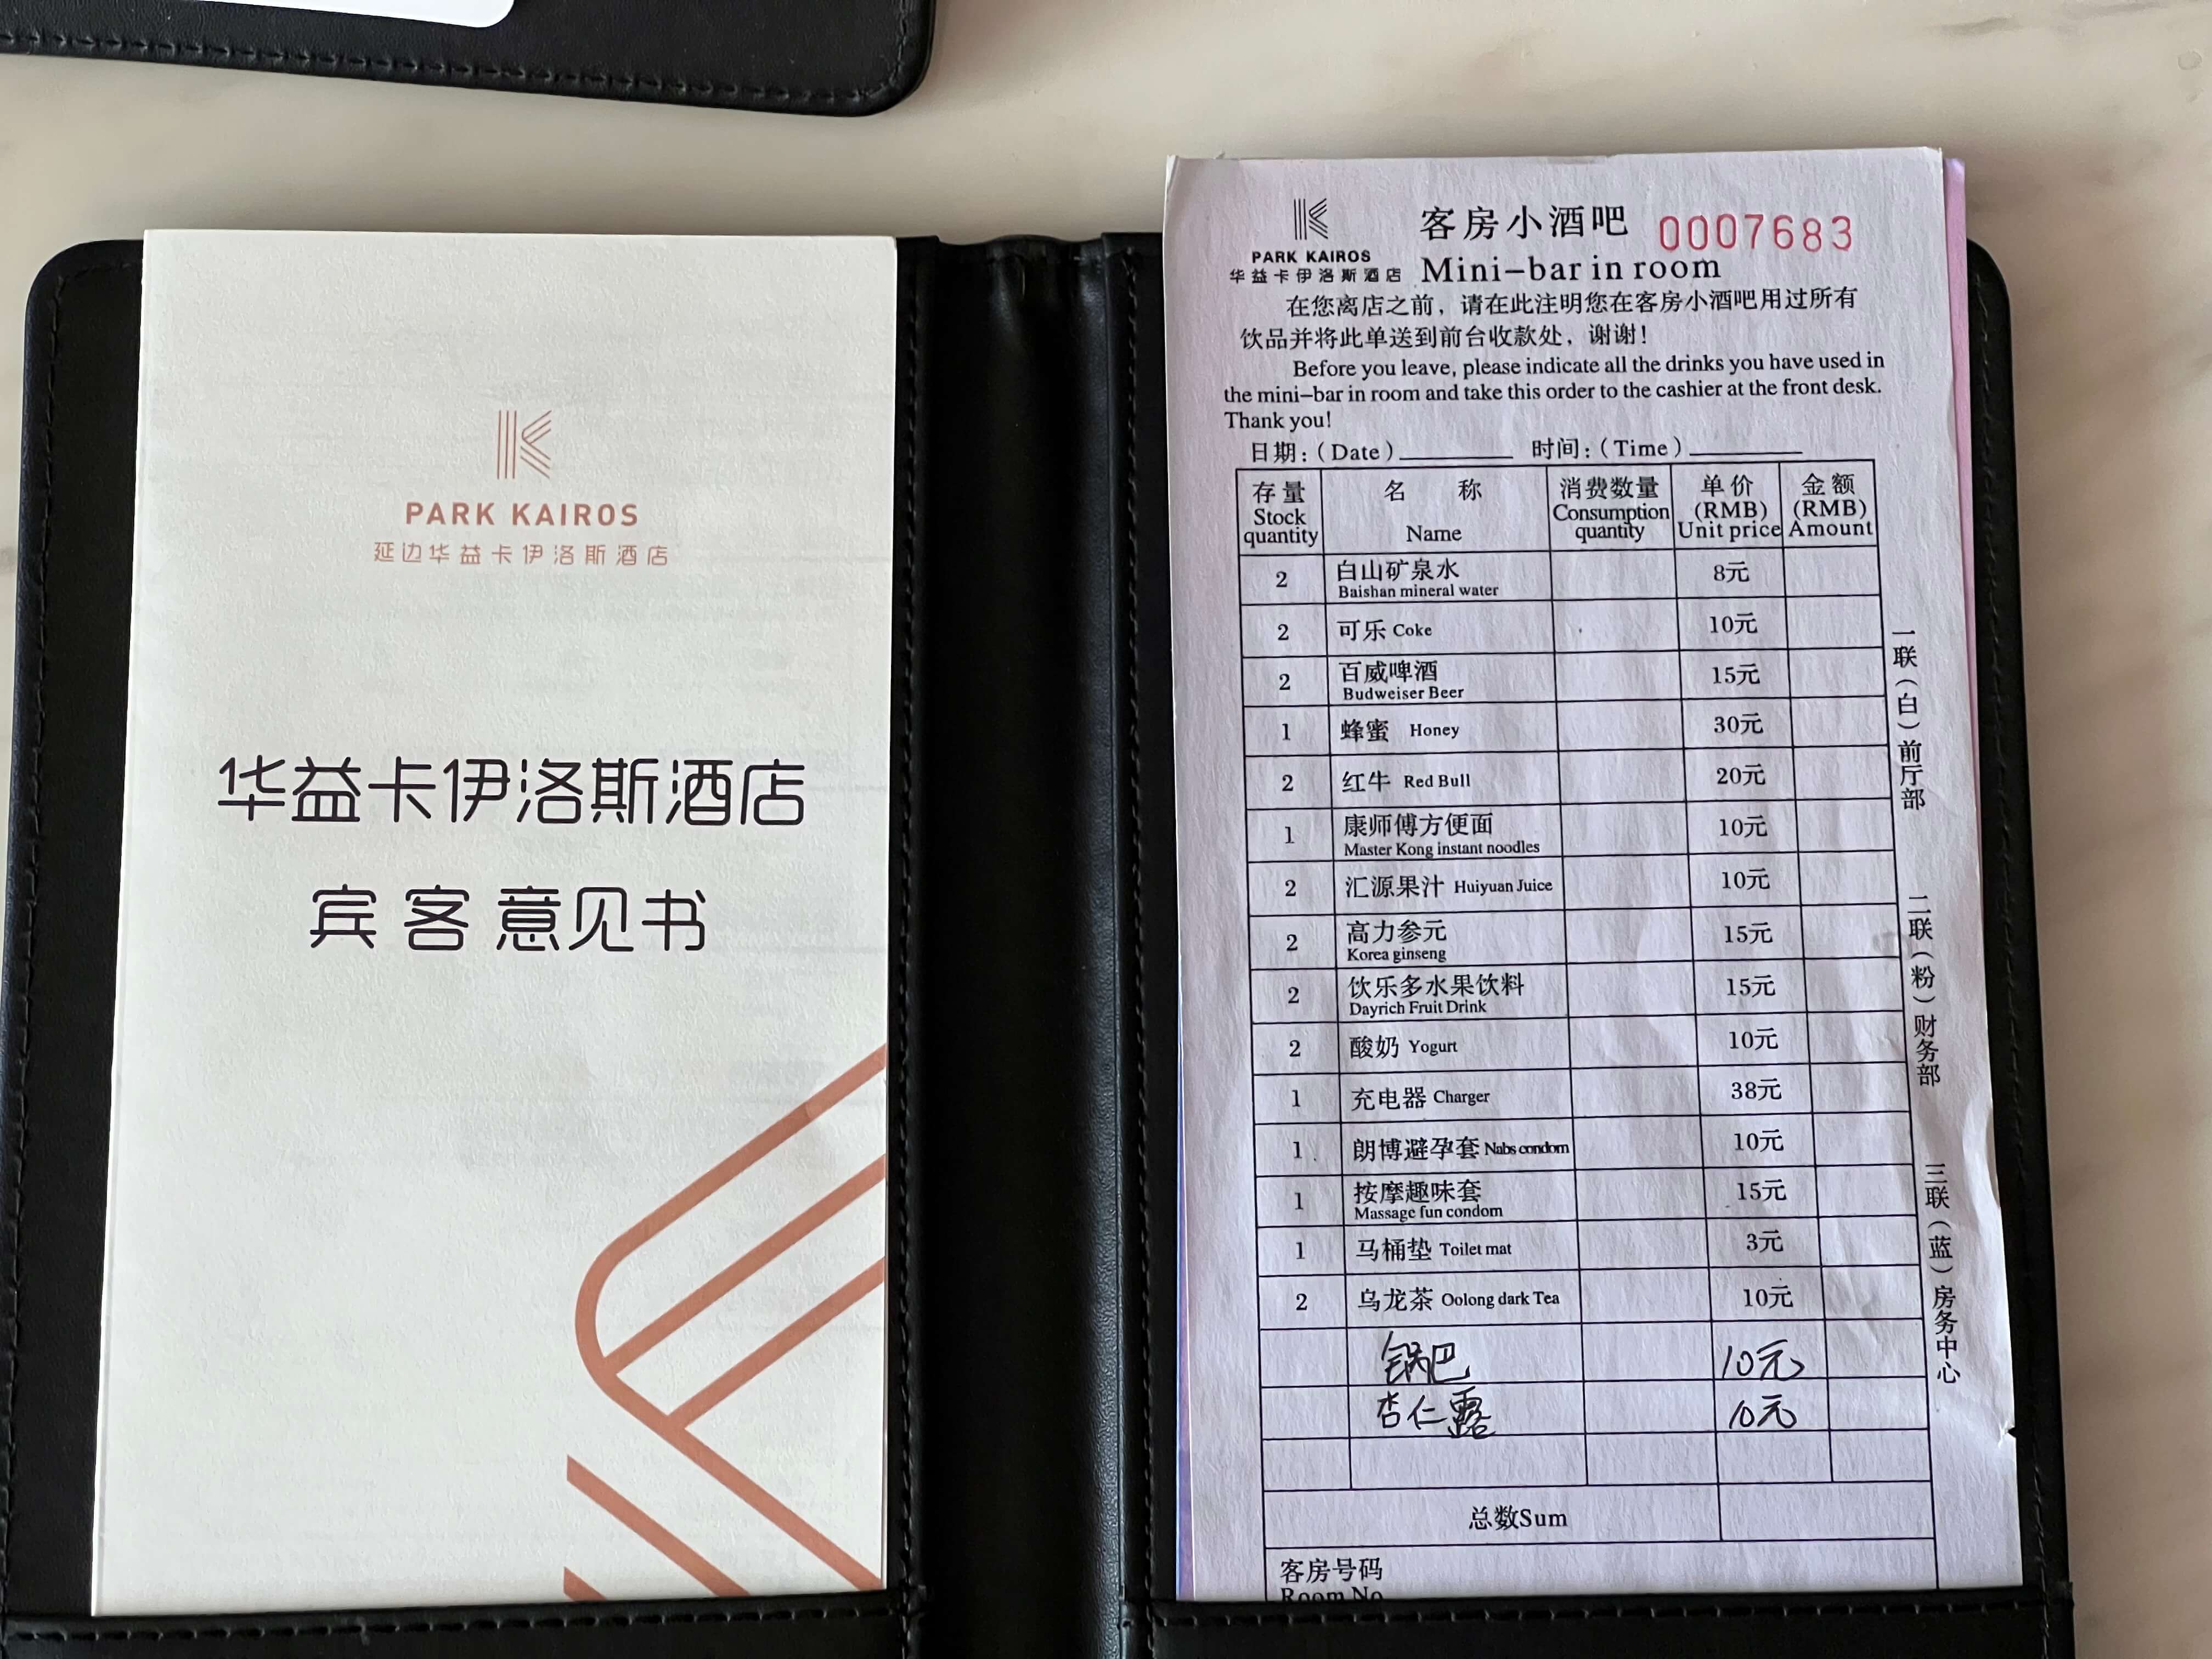 PARK KAIROS
延边华益卡伊洛斯酒店
华益卡伊洛斯酒店
宾客意见书
PARK KAIROS
华益卡伊洛斯酒店
客房小酒吧 0007683
Mini-bar in room
在您离店之前，请在此注明您在客房小酒吧用过所有
饮品并将此单送到前台收款处，谢谢！
Before you leave, please indicate all the drinks you have used in
the mini-bar in room and take this order to the cashier at the front desk.
Thank you!
日期：（Date）________ 时间：（Time）________
存量 名称 消费数量 单价 金额
Stock quantity Name Consumption quantity (RMB) Unit price (RMB) Amount
2 白山矿泉水 8元
Baishan mineral water
2 可乐 Coke 10元
2 百威啤酒 15元
Budweiser Beer
1 蜂蜜 Honey 30元
2 红牛 Red Bull 20元
1 康师傅方便面 10元
Master Kong instant noodles
2 汇源果汁 Huiyuan Juice 10元
2 高力参元 15元
Korea ginseng
2 饮乐多水果饮料 15元
Dayrich Fruit Drink
2 酸奶 Yogurt 10元
1 充电器 Charger 38元
1 朗博避孕套 Nabs condom 10元
1 按摩趣味套 15元
Massage fun condom
1 马桶垫 Toilet mat 3元
2 乌龙茶 Oolong dark Tea 10元
锅巴 10元
杏仁露 10元
总数Sum
客房号码
Room No
一联（白）前厅部
二联（粉）财务部
三联（蓝）房务中心